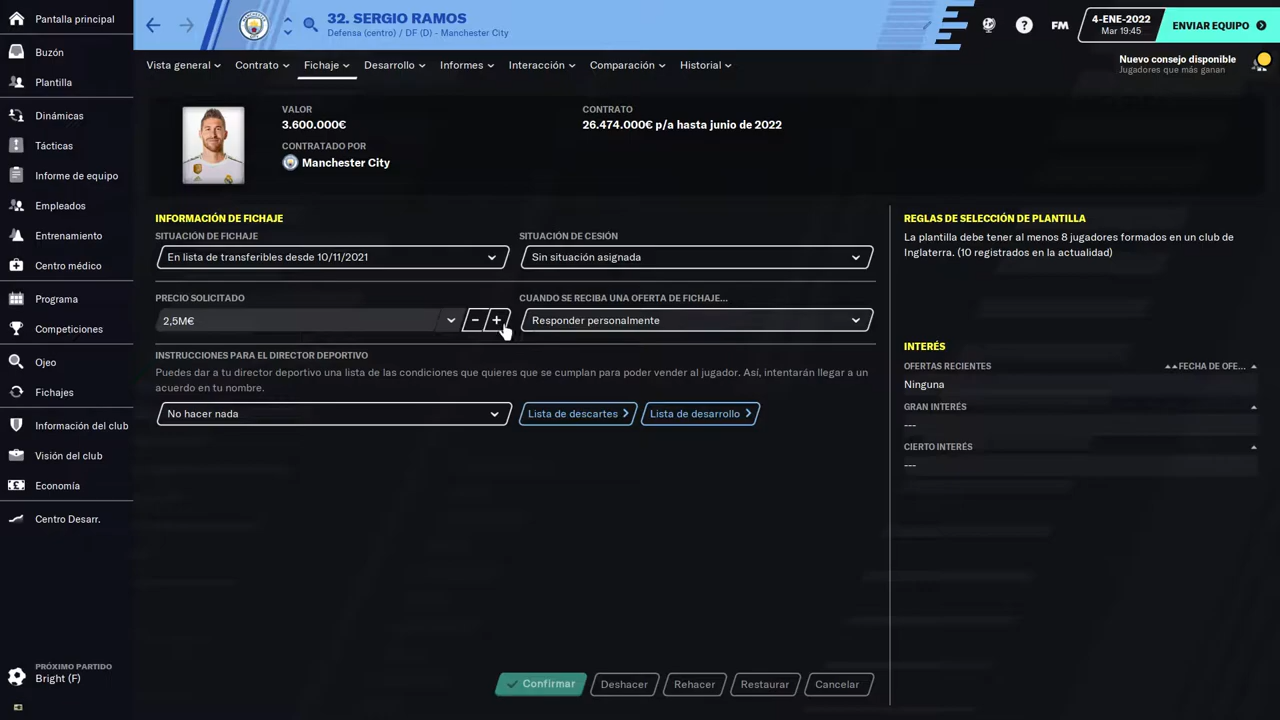 Pantalla principal
Buzón
Plantilla
Dinámicas
Tácticas
Informe de equipo
Empleados
Entrenamiento
Centro médico
Programa
Competiciones
Ojeo
Fichajes
Información del club
Visión del club
Economía
Centro Desarr.
PRÓXIMO PARTIDO
Bright (F)
32. SERGIO RAMOS
Defensa (centro) / DF (D) - Manchester City
FM
4-ENE-2022
Mar 19:45
ENVIAR EQUIPO
Vista general Contrato Fichaje Desarrollo Informes Interacción Comparación Historial
Nuevo consejo disponible
Jugadores que más ganan
VALOR
3.600.000€
CONTRATADO POR
Manchester City
CONTRATO
26.474.000€ p/a hasta junio de 2022
INFORMACIÓN DE FICHAJE
SITUACIÓN DE FICHAJE
En lista de transferibles desde 10/11/2021
SITUACIÓN DE CESIÓN
Sin situación asignada
PRECIO SOLICITADO
2,5M€
CUANDO SE RECIBA UNA OFERTA DE FICHAJE...
Responder personalmente
INSTRUCCIONES PARA EL DIRECTOR DEPORTIVO
Puedes dar a tu director deportivo una lista de las condiciones que quieres que se cumplan para poder vender al jugador. Así, intentarán llegar a
acuerdo en tu nombre.
No hacer nada
Lista de descartes
Lista de desarrollo
REGLAS DE SELECCIÓN DE PLANTILLA
La plantilla debe tener al menos 8 jugadores formados en un club de
Inglaterra. (10 registrados en la actualidad)
INTERÉS
OFERTAS RECIENTES FECHA DE OFE...
Ninguna
GRAN INTERÉS
---
CIERTO INTERÉS
---
Confirmar Deshacer Rehacer Restaurar Cancelar